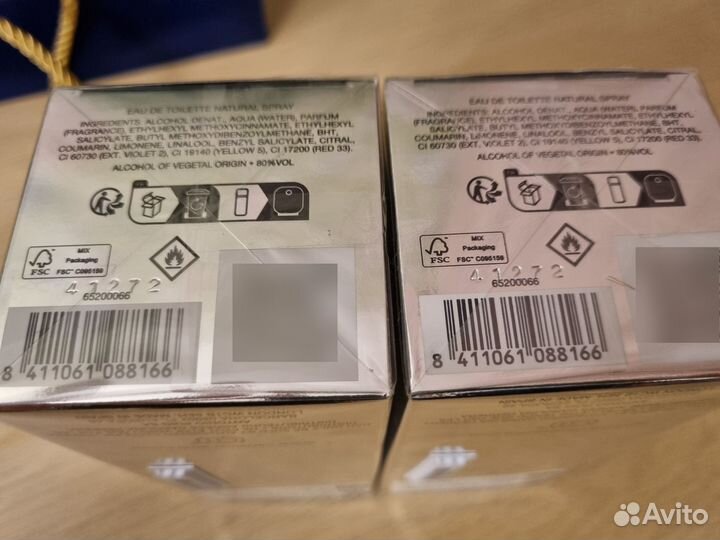 EAU DE TOILETTE NATURAL SPRAY
INGREDIENTS: ALCOHOL DENAT., AQUA (WATER), PARFUM
(FRAGRANCE), ETHYLHEXYL METHOXYCINNAMATE, ETHYLHEXYL
SALICYLATE, BUTYL METHOXYDIBENZOYLMETHANE, BHT,
COUMARIN, LIMONENE, LINALOOL, BENZYL SALICYLATE, CITRAL,
CI 60730 (EXT. VIOLET 2), CI 19140 (YELLOW 5), CI 17200 (RED 33).
ALCOHOL OF VEGETAL ORIGIN • 80%VOL
FSC
MIX
Packaging
FSC™ C095159
41272
65200066
8 411061 088166
EAU DE TOILETTE NATURAL SPRAY
INGREDIENTS: ALCOHOL DENAT., AQUA (WATER), PARFUM
(FRAGRANCE), ETHYLHEXYL METHOXYCINNAMATE, ETHYLHEXYL
SALICYLATE, BUTYL METHOXYDIBENZOYLMETHANE, BHT,
COUMARIN, LIMONENE, LINALOOL, BENZYL SALICYLATE, CITRAL,
CI 60730 (EXT. VIOLET 2), CI 19140 (YELLOW 5), CI 17200 (RED 33).
ALCOHOL OF VEGETAL ORIGIN • 80%VOL
FSC
MIX
Packaging
FSC™ C095159
41272
65200066
8 411061 088166
Avito